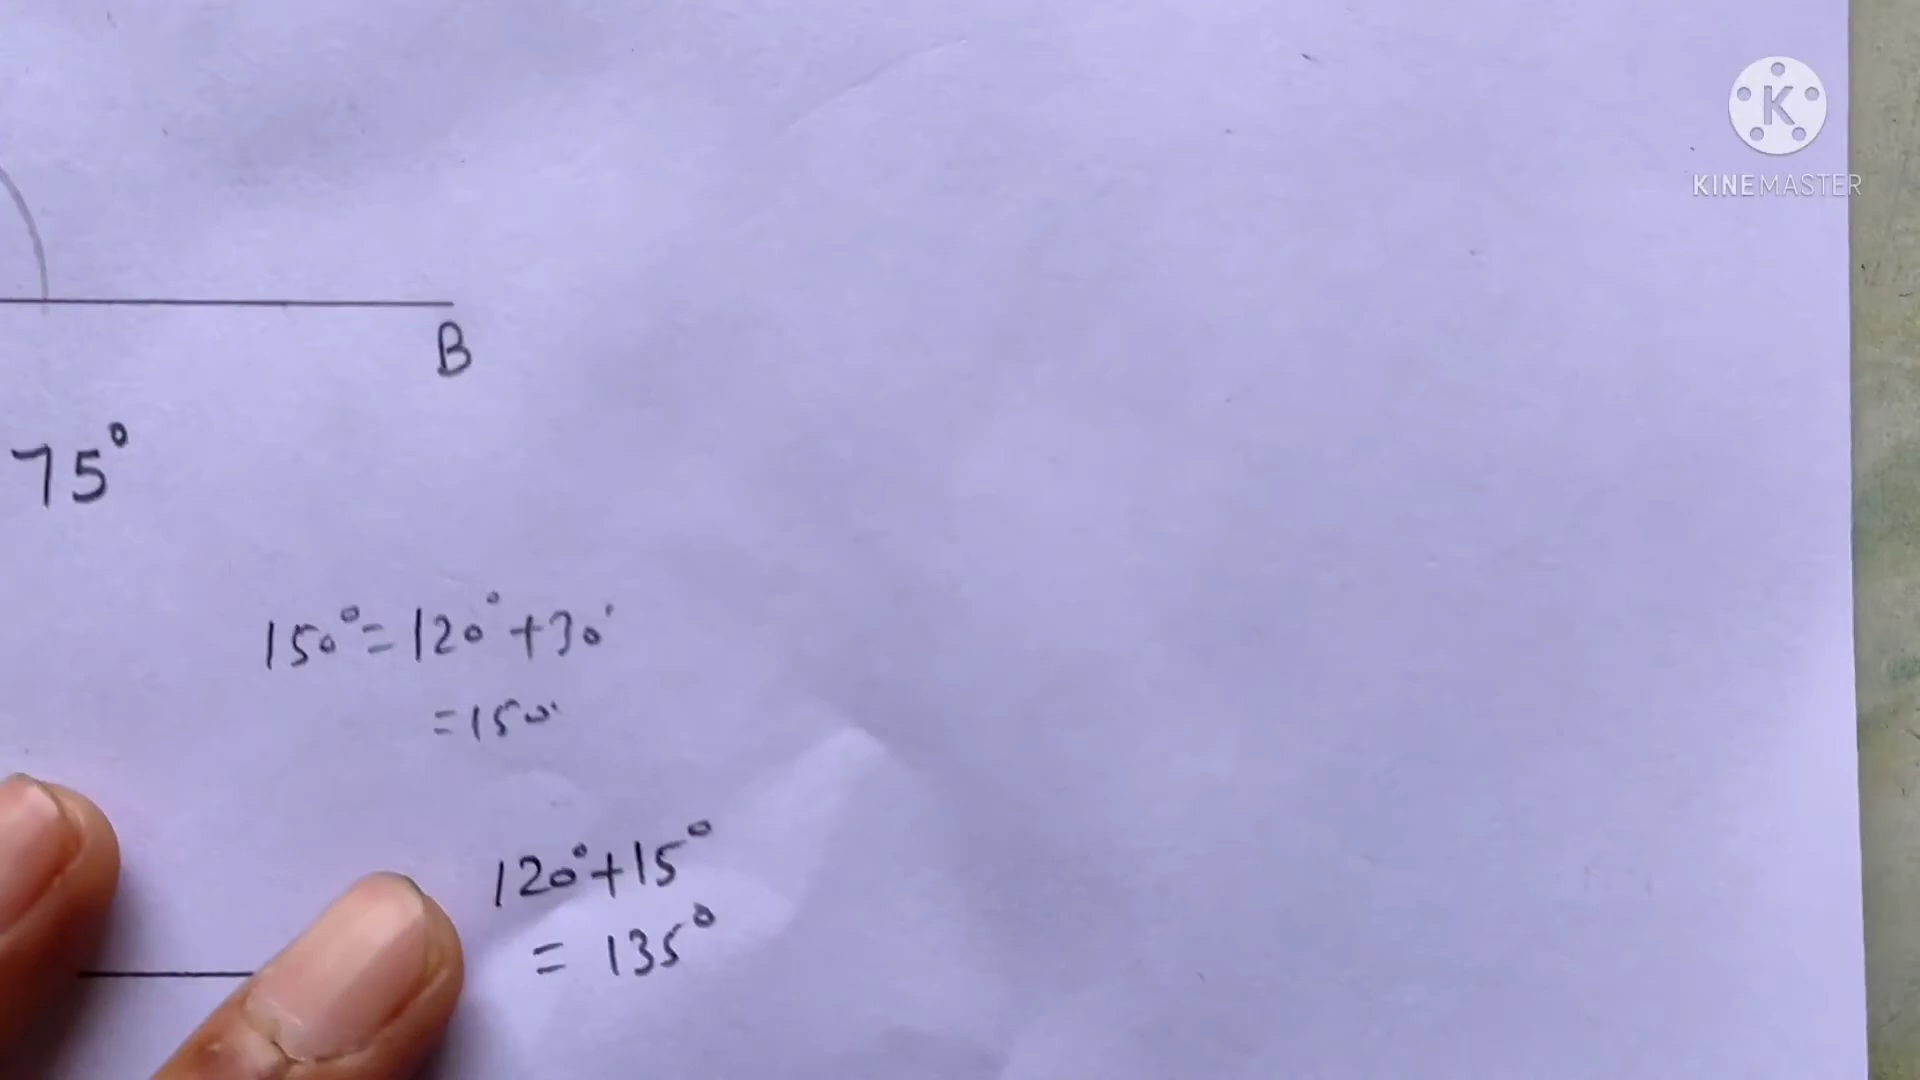 K
KINEMASTER
B
75°
150° = 120° + 30°
= 150°
120° + 15°
= 135°